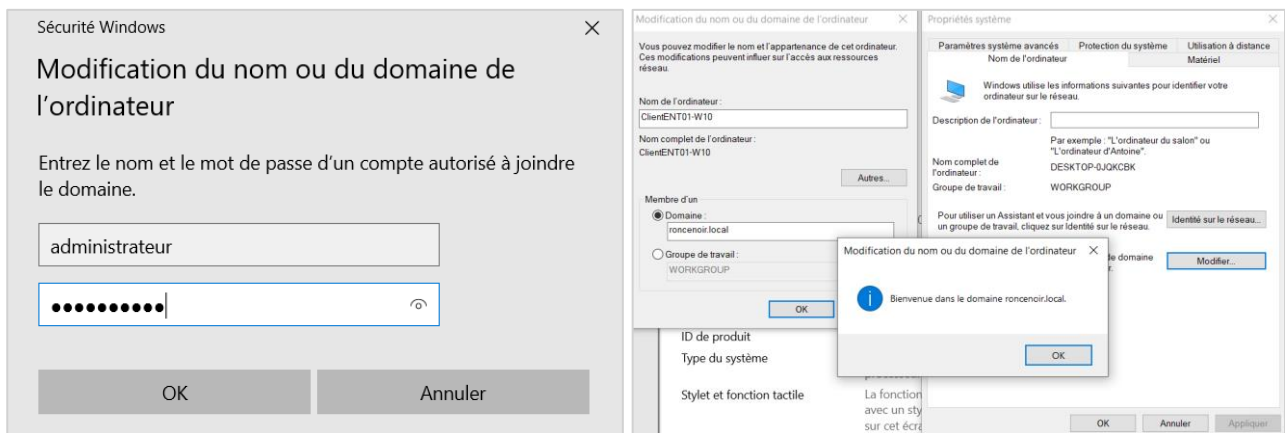 Sécurité Windows
Modification du nom ou du domaine de
l'ordinateur
Entrez le nom et le mot de passe d'un compte autorisé à joindre
le domaine.
administrateur
OK
Annuler
Modification du nom ou du domaine de l'ordinateur
Vous pouvez modifier le nom et l'appartenance de cet ordinateur.
Ces modifications peuvent influer sur l'accès aux ressources
réseau.
Nom de l'ordinateur :
ClientENT01-W10
Nom complet de l'ordinateur :
ClientENT01-W10
Autres...
Membre d'un
Domaine :
roncenoir.local
Groupe de travail :
WORKGROUP
OK
ID de produit
Type du système
Stylet et fonction tactile
La fonction
avec un sty
sur cet écra
Propriétés système
Paramètres système avancés
Protection du système
Utilisation à distance
Nom de l'ordinateur
Matériel
Windows utilise les informations suivantes pour identifier votre
ordinateur sur le réseau.
Description de l'ordinateur :
Par exemple : "L'ordinateur du salon" ou
"L'ordinateur d'Antoine".
Nom complet de
l'ordinateur :
DESKTOP-0JQKCBK
Groupe de travail :
WORKGROUP
Pour utiliser un Assistant et vous joindre à un domaine ou
un groupe de travail, cliquez sur Identité sur le réseau.
Identité sur le réseau...
de domaine
Modifier...
Modification du nom ou du domaine de l'ordinateur
Bienvenue dans le domaine roncenoir.local.
OK
OK
Annuler
Appliquer